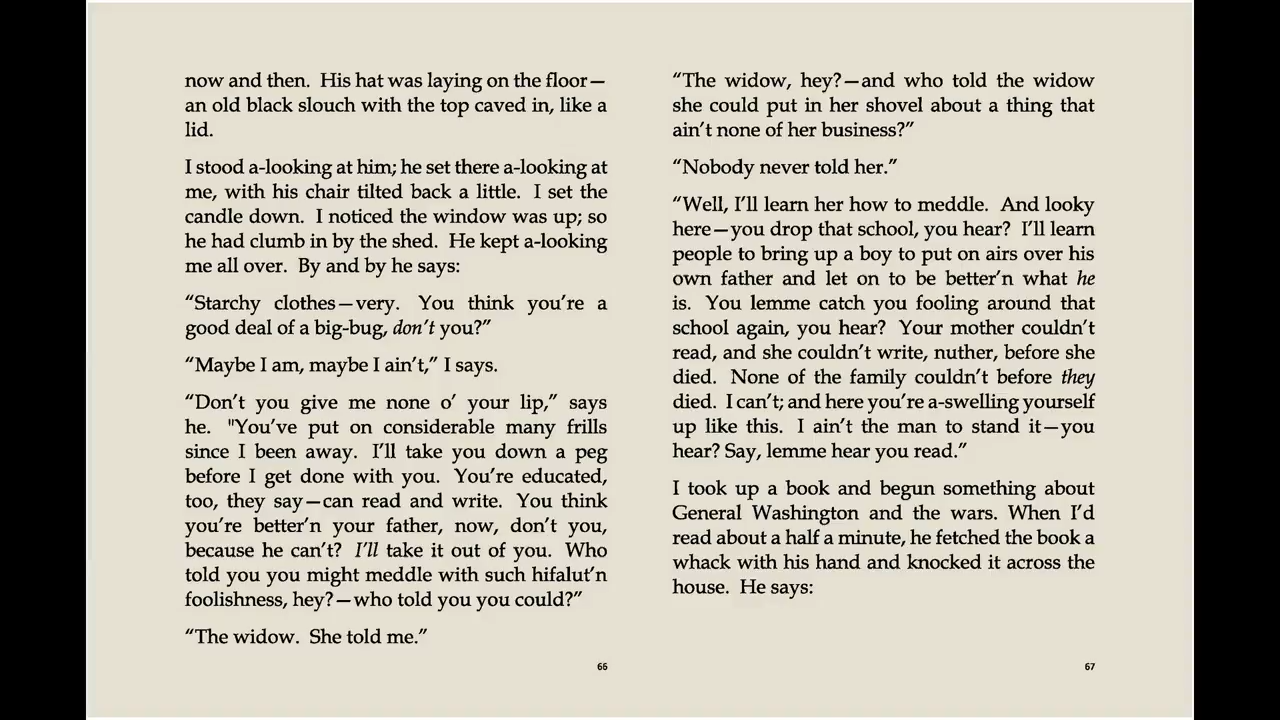 now and then.  His hat was laying on the floor—
an old black slouch with the top caved in, like a
lid.
I stood a-looking at him; he set there a-looking at
me, with his chair tilted back a little.  I set the
candle down.  I noticed the window was up; so
he had clumb in by the shed.  He kept a-looking
me all over.  By and by he says:
“Starchy clothes—very.  You think you’re a
good deal of a big-bug, don’t you?”
“Maybe I am, maybe I ain’t,” I says.
“Don’t you give me none o’ your lip,” says
he.  "You’ve put on considerable many frills
since I been away.  I’ll take you down a peg
before I get done with you.  You’re educated,
too, they say—can read and write.  You think
you’re better’n your father, now, don’t you,
because he can’t?  I’ll take it out of you.  Who
told you you might meddle with such hifalut’n
foolishness, hey?—who told you you could?”
“The widow.  She told me.”
66
“The widow, hey?—and who told the widow
she could put in her shovel about a thing that
ain’t none of her business?”
“Nobody never told her.”
“Well, I’ll learn her how to meddle.  And looky
here—you drop that school, you hear?  I’ll learn
people to bring up a boy to put on airs over his
own father and let on to be better’n what he
is.  You lemme catch you fooling around that
school again, you hear?  Your mother couldn’t
read, and she couldn’t write, nuther, before she
died.  None of the family couldn’t before they
died.  I can’t; and here you’re a-swelling yourself
up like this.  I ain’t the man to stand it—you
hear? Say, lemme hear you read.”
I took up a book and begun something about
General Washington and the wars. When I’d
read about a half a minute, he fetched the book a
whack with his hand and knocked it across the
house.  He says:
67